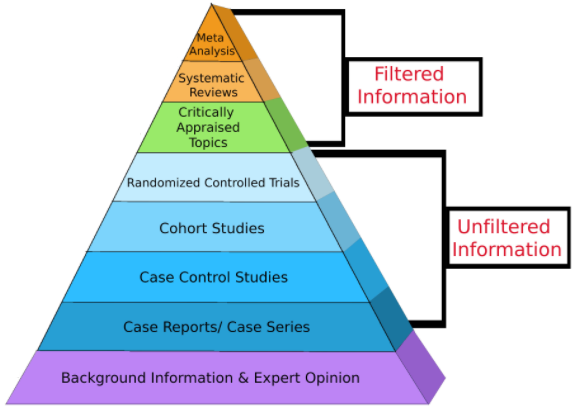 Meta
Analysis
Systematic
Reviews
Critically
Appraised
Topics
Randomized Controlled Trials
Cohort Studies
Case Control Studies
Case Reports/ Case Series
Background Information & Expert Opinion
Filtered
Information
Unfiltered
Information